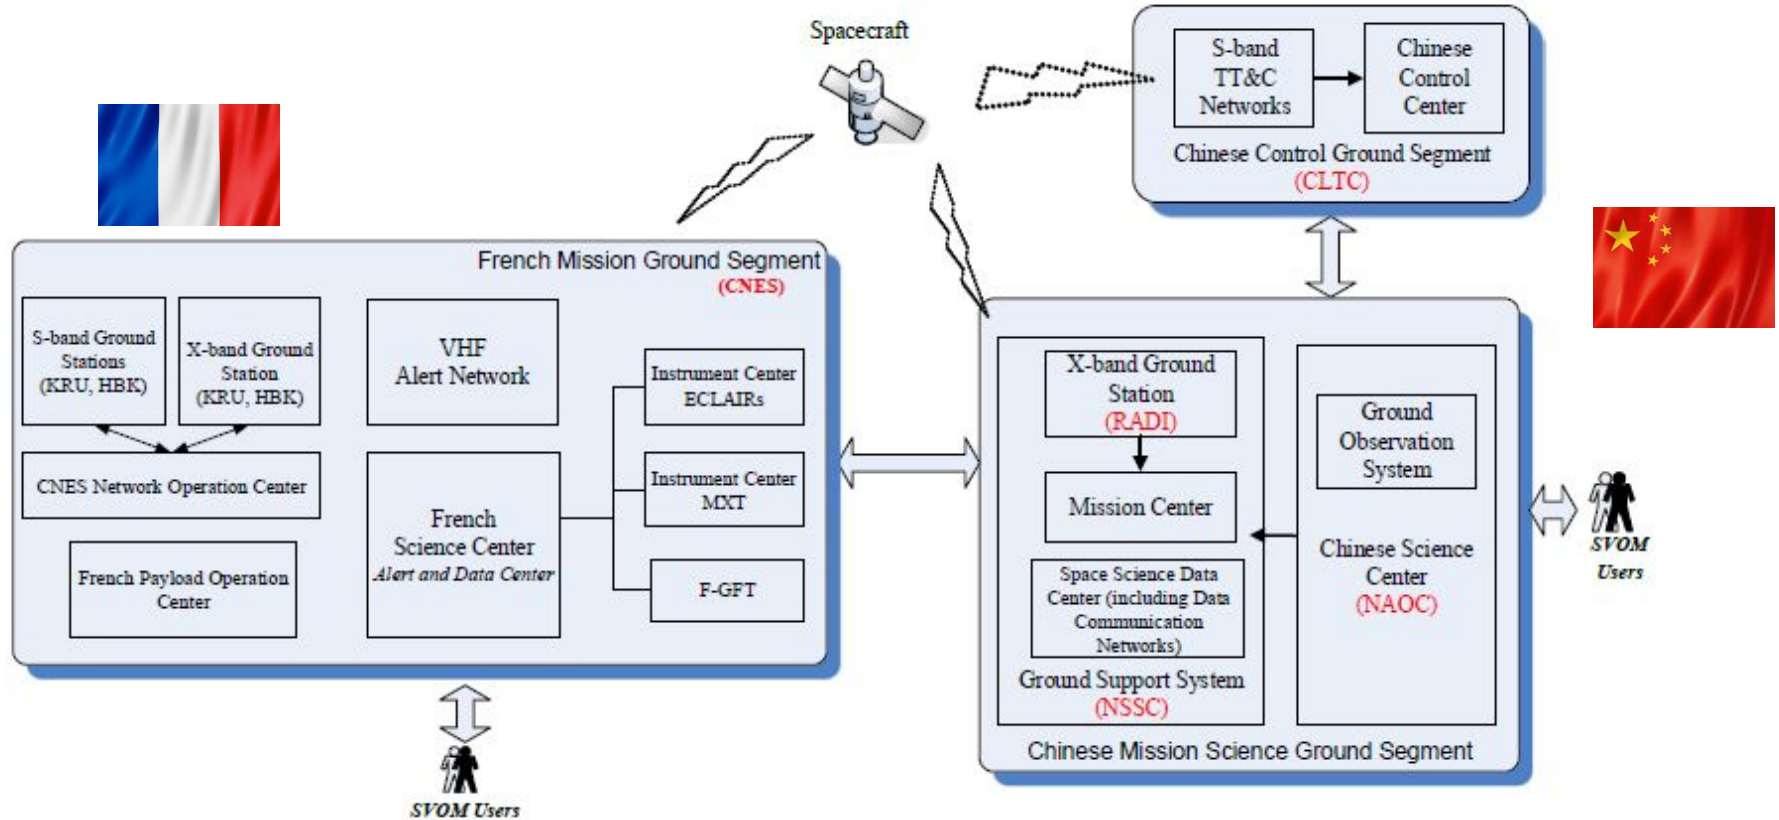 Spacecraft
S-band
TT&C
Networks
Chinese
Control
Center
Chinese Control Ground Segment
(CLTC)
French Mission Ground Segment
(CNES)
S-band Ground
Stations
(KRU, HBK)
X-band Ground
Station
(KRU, HBK)
CNES Network Operation Center
French Payload Operation
Center
VHF
Alert Network
French
Science Center
Alert and Data Center
Instrument Center
ECLAIRs
Instrument Center
MXT
F-GFT
SVOM Users
X-band Ground
Station
(RADI)
Mission Center
Space Science Data
Center (including Data
Communication
Networks)
Ground Support System
(NSSC)
Ground
Observation
System
Chinese Science
Center
(NAOC)
Chinese Mission Science Ground Segment
SVOM
Users